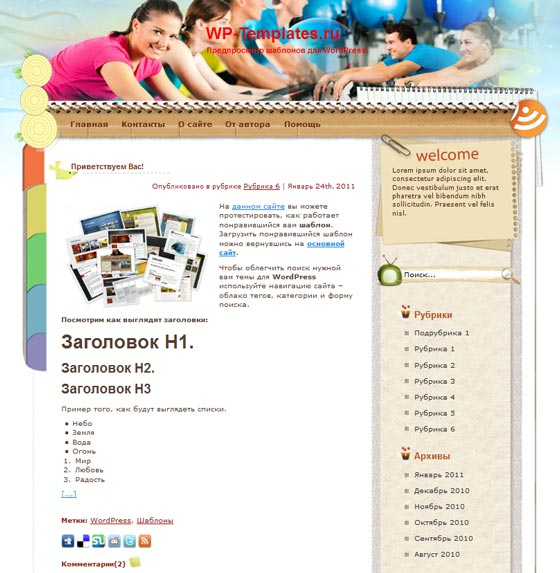 WP-Templates.ru
Предпросмотр шаблонов для WordPress
Главная Контакты О сайте От автора Помощь
Приветствуем Вас!
Опубликовано в рубрике Рубрика 6 | Январь 24th, 2011
На данном сайте вы можете
протестировать, как работает
понравившийся вам шаблон.
Загрузить понравившийся шаблон
можно вернувшись на основной
сайт.
Чтобы облегчить поиск нужной
вам темы для WordPress
используйте навигацию сайта –
облако тегов, категории и форму
поиска.
Посмотрим как выглядят заголовки:
Заголовок H1.
Заголовок H2.
Заголовок H3
Пример того, как будут выглядеть списки.
Небо
Земля
Вода
Огонь
1. Мир
2. Любовь
3. Радость
[...]
Метки: WordPress, Шаблоны
Комментарии(2)
welcome
Lorem ipsum dolor sit amet,
consectetur adipiscing elit.
Donec vestibulum justo et erat
pharetra vel bibendum nibh
sollicitudin. Praesent vel felis
nisl.
Поиск...
Рубрики
Подрубрика 1
Рубрика 1
Рубрика 2
Рубрика 3
Рубрика 4
Рубрика 5
Рубрика 6
Архивы
Январь 2011
Декабрь 2010
Ноябрь 2010
Октябрь 2010
Сентябрь 2010
Август 2010